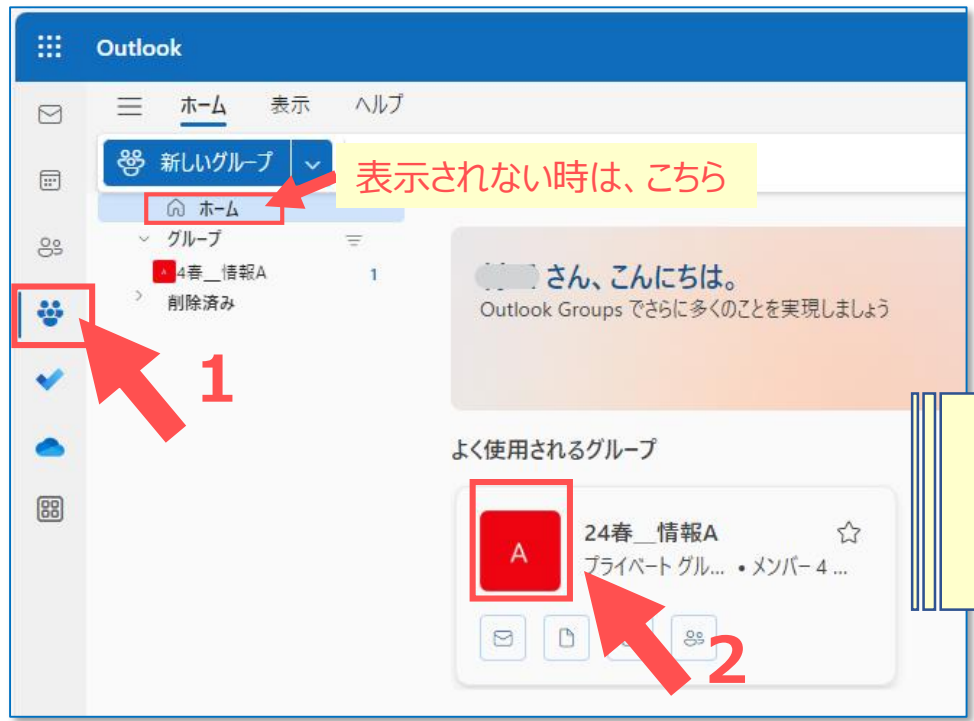 Outlook
ホーム 表示 ヘルプ
新しいグループ
表示されない時は、こちら
ホーム
グループ
A 4春__情報A 1
削除済み
さん、こんにちは。
Outlook Groups でさらに多くのことを実現しましょう
1
よく使用されるグループ
A
24春__情報A
プライベート グル... • メンバー 4 ...
2